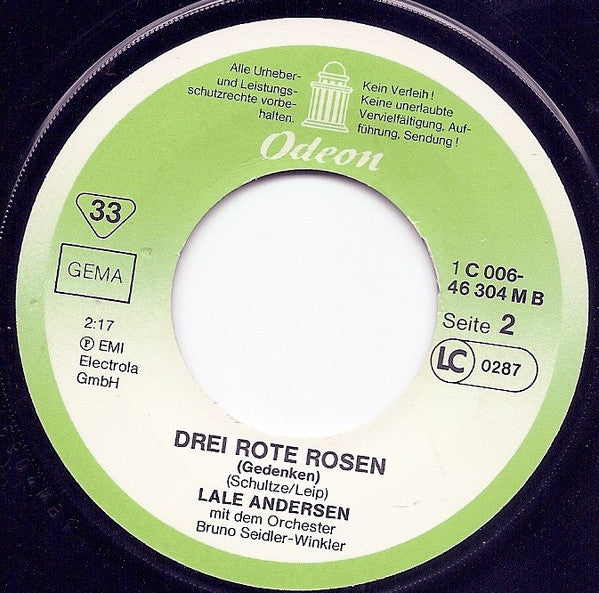 Alle Urheber-
und Leistungs-
schutzrechte vorbe-
halten.
Kein Verleih !
Keine unerlaubte
Vervielfältigung, Auf-
führung, Sendung !
Odeon
33
GEMA
2:17
Ⓟ EMI
Electrola
GmbH
1 C 006-
46 304 M B
Seite 2
LC 0287
DREI ROTE ROSEN
(Gedenken)
(Schultze/Leip)
LALE ANDERSEN
mit dem Orchester
Bruno Seidler-Winkler